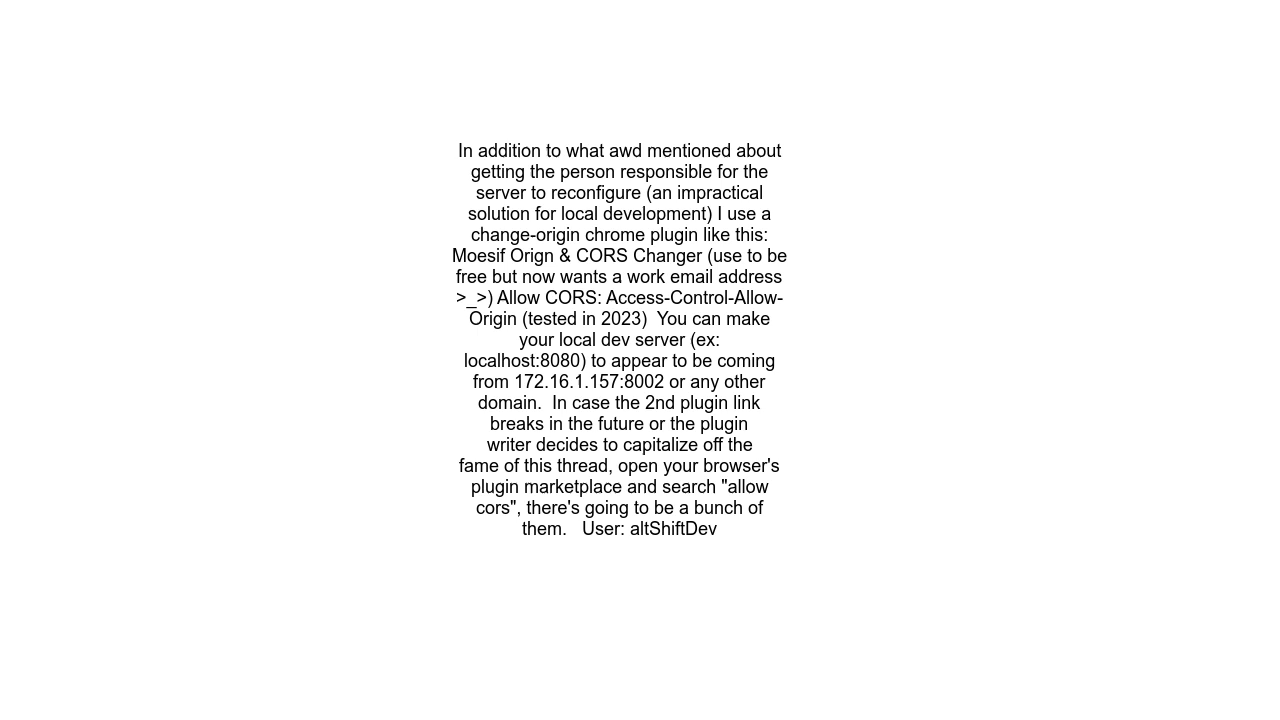 In addition to what awd mentioned about
getting the person responsible for the
server to reconfigure (an impractical
solution for local development) I use a
change-origin chrome plugin like this:
Moesif Orign & CORS Changer (use to be
free but now wants a work email address
>_>) Allow CORS: Access-Control-Allow-
Origin (tested in 2023)  You can make
your local dev server (ex:
localhost:8080) to appear to be coming
from 172.16.1.157:8002 or any other
domain.  In case the 2nd plugin link
breaks in the future or the plugin
writer decides to capitalize off the
fame of this thread, open your browser's
plugin marketplace and search "allow
cors", there's going to be a bunch of
them.   User: altShiftDev